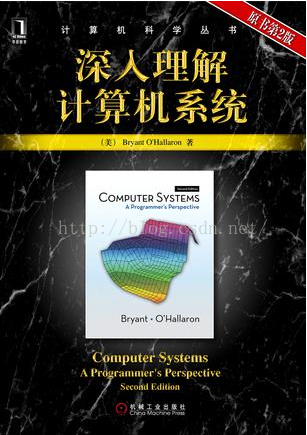 计算机科学丛书
原书第2版
深入理解
计算机系统
（美） Bryant O'Hallaron 著
Second Edition
COMPUTER SYSTEMS
A PROGRAMMER'S PERSPECTIVE
http://blog.csdn.net
Bryant · O'Hallaron
Computer Systems
A Programmer's Perspective
Second Edition
机械工业出版社
China Machine Press